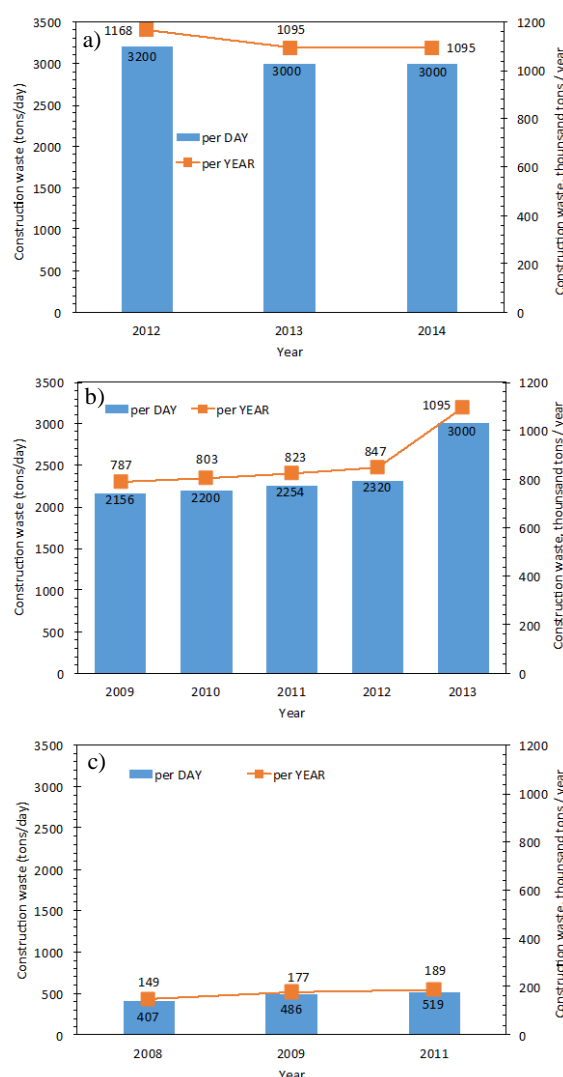 a)
1168
1095
1095
3200
3000
3000
per DAY
per YEAR
3500
3000
2500
2000
1500
1000
500
0
1200
1000
800
600
400
200
0
Construction waste (tons/day)
Construction waste, thousand tons / year
2012 2013 2014
Year
b)
per DAY per YEAR
787 803 823 847 1095
2156 2200 2254 2320 3000
3500
3000
2500
2000
1500
1000
500
0
1200
1000
800
600
400
200
0
Construction waste (tons/day)
Construction waste, thousand tons / year
2009 2010 2011 2012 2013
Year
c)
per DAY per YEAR
149 177 189
407 486 519
3500
3000
2500
2000
1500
1000
500
0
1200
1000
800
600
400
200
0
Construction waste (tons/day)
Construction waste, thousand tons / year
2008 2009 2011
Year